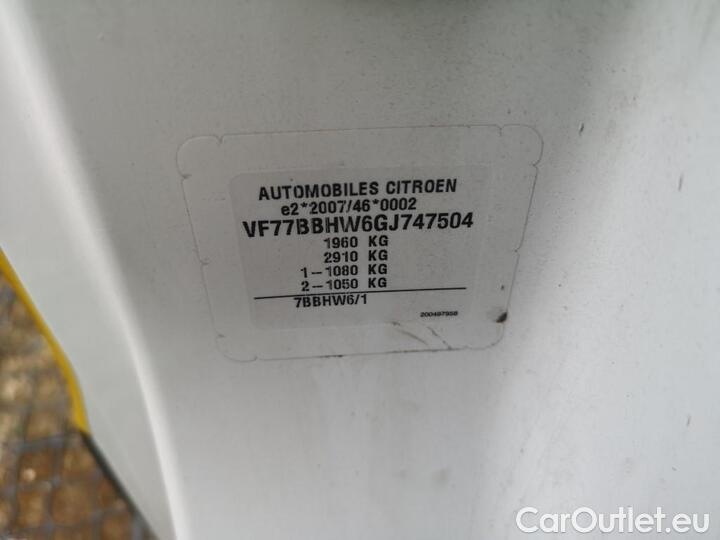 AUTOMOBILES CITROEN
e2*2007/46*0002
VF77BBHW6GJ747504
1960 KG
2910 KG
1-1080 KG
2-1050 KG
7BBHW6/1
200497958
CarOutlet.eu